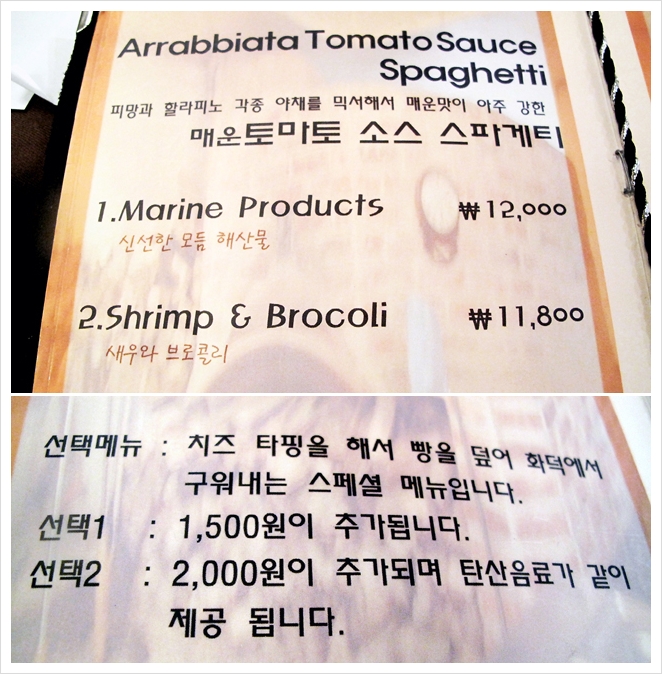 Arrabbiata Tomato Sauce
Spaghetti
피망과 할라피노 각종 야채를 믹서해서 매운맛이 아주 강한
매운토마토 소스 스파게티
1.Marine Products ₩12,000
신선한 모듬 해산물
2.Shrimp & Brocoli ₩11,800
새우와 브로콜리
선택메뉴 : 치즈 타핑을 해서 빵을 덮어 화덕에서
구워내는 스페셜 메뉴입니다.
선택1 : 1,500원이 추가됩니다.
선택2 : 2,000원이 추가되며 탄산음료가 같이
제공 됩니다.